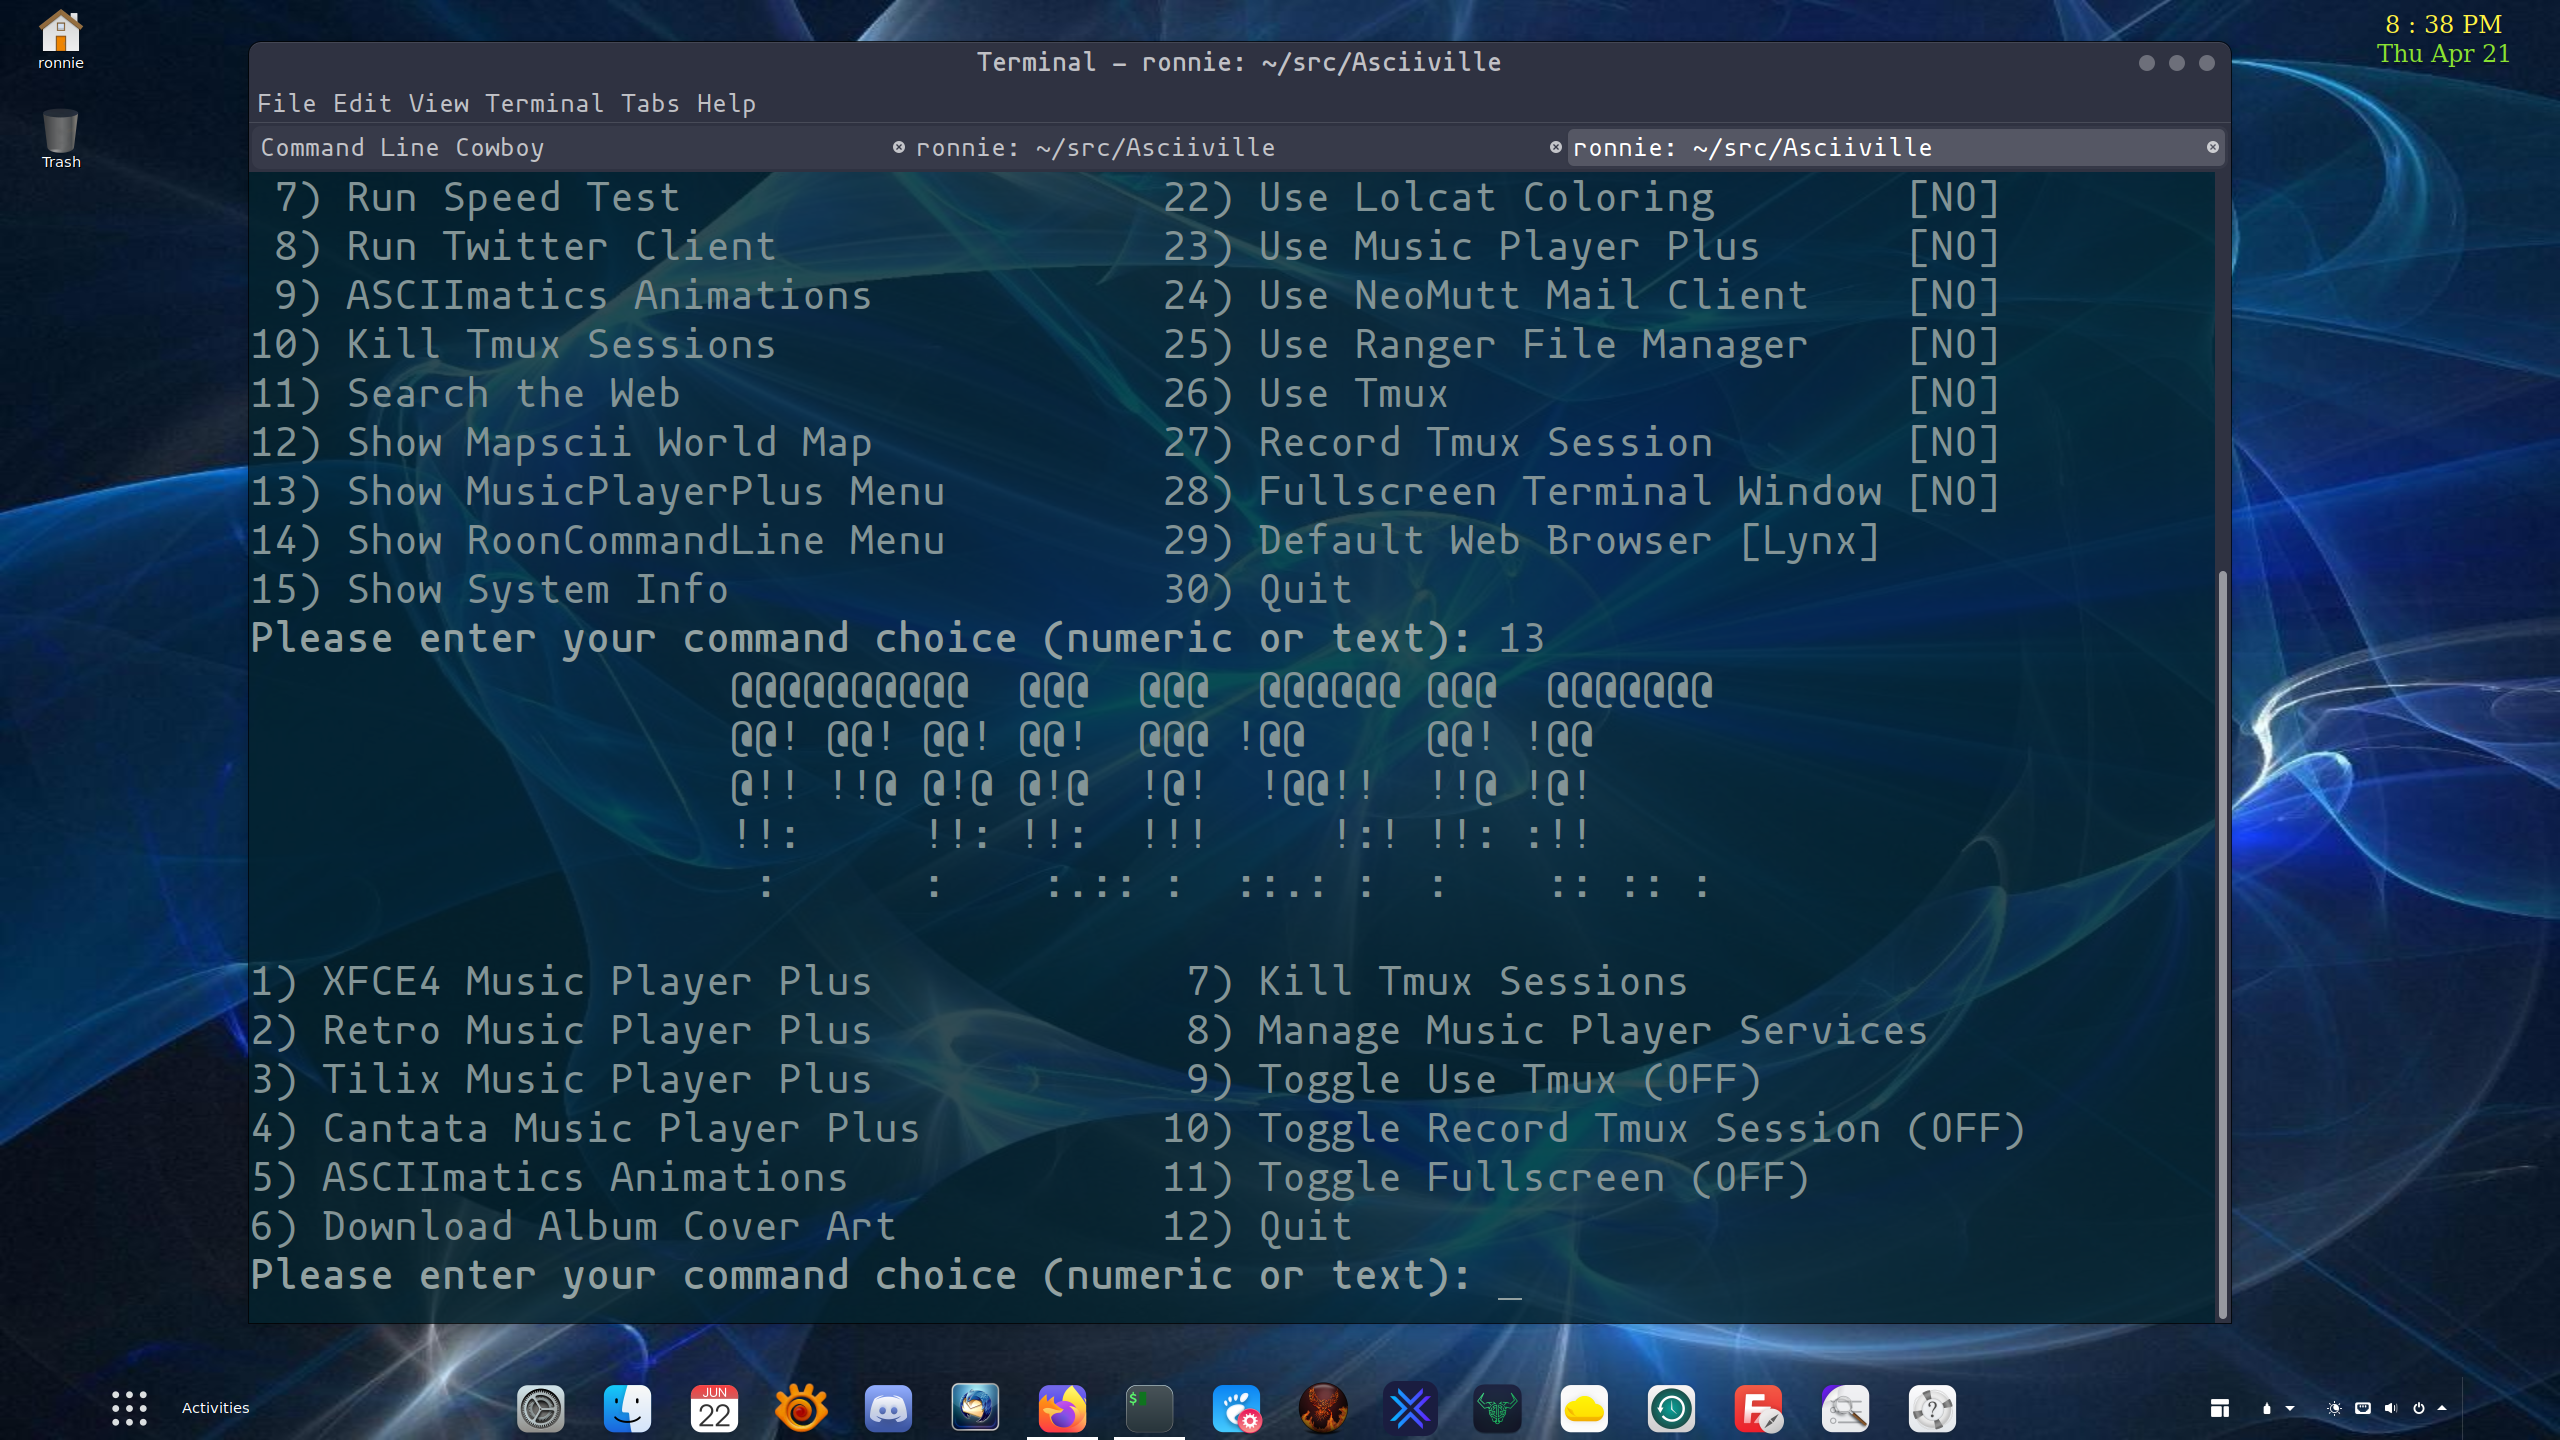 ronnie
Trash
8 : 38 PM
Thu Apr 21
Terminal – ronnie: ~/src/Asciiville
File Edit View Terminal Tabs Help
Command Line Cowboy ronnie: ~/src/Asciiville ronnie: ~/src/Asciiville
7) Run Speed Test 22) Use Lolcat Coloring [NO]
8) Run Twitter Client 23) Use Music Player Plus [NO]
9) ASCIImatics Animations 24) Use NeoMutt Mail Client [NO]
10) Kill Tmux Sessions 25) Use Ranger File Manager [NO]
11) Search the Web 26) Use Tmux [NO]
12) Show Mapscii World Map 27) Record Tmux Session [NO]
13) Show MusicPlayerPlus Menu 28) Fullscreen Terminal Window [NO]
14) Show RoonCommandLine Menu 29) Default Web Browser [Lynx]
15) Show System Info 30) Quit
Please enter your command choice (numeric or text): 13
@@@@@@@@@@  @@@  @@@  @@@@@@ @@@  @@@@@@@
@@! @@! @@! @@!  @@@ !@@     @@! !@@
@!! !!@ @!@ @!@  !@!  !@@!!  !!@ !@!
!!:     !!: !!:  !!!     !:! !!: :!!
 :      :    :.:: :  ::.: :  :    :: :: :
1) XFCE4 Music Player Plus 7) Kill Tmux Sessions
2) Retro Music Player Plus 8) Manage Music Player Services
3) Tilix Music Player Plus 9) Toggle Use Tmux (OFF)
4) Cantata Music Player Plus 10) Toggle Record Tmux Session (OFF)
5) ASCIImatics Animations 11) Toggle Fullscreen (OFF)
6) Download Album Cover Art 12) Quit
Please enter your command choice (numeric or text): _
Activities
JUN
22
$
F
?